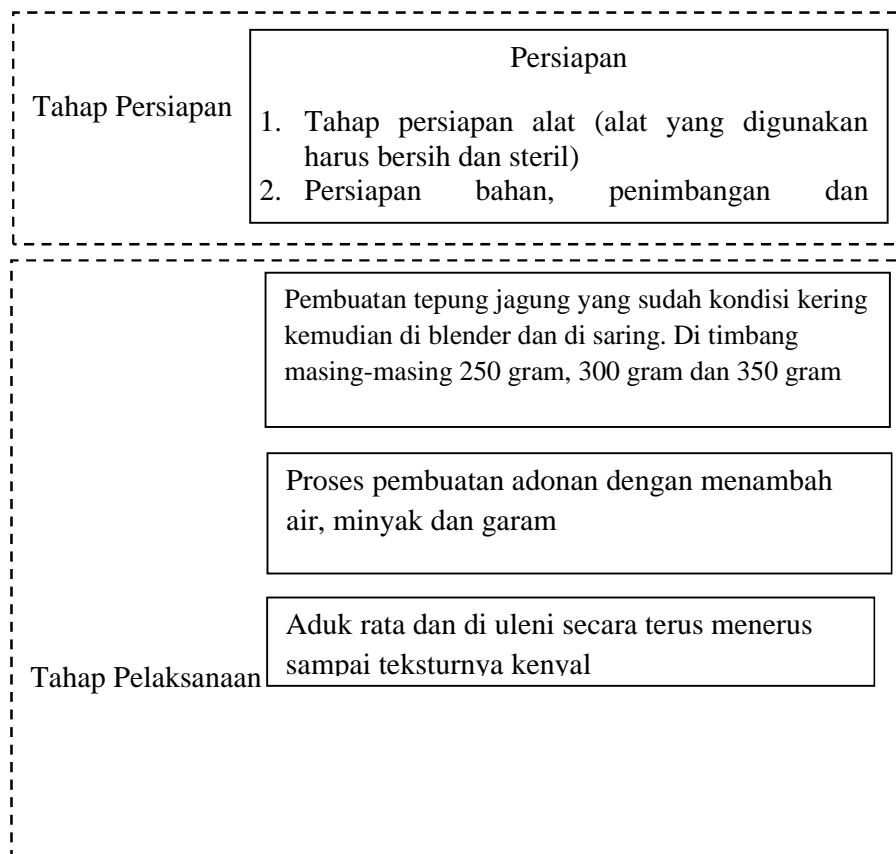 Persiapan
Tahap Persiapan
1. Tahap persiapan alat (alat yang digunakan
harus bersih dan steril)
2. Persiapan bahan, penimbangan dan
Pembuatan tepung jagung yang sudah kondisi kering
kemudian di blender dan di saring. Di timbang
masing-masing 250 gram, 300 gram dan 350 gram
Proses pembuatan adonan dengan menambah
air, minyak dan garam
Aduk rata dan di uleni secara terus menerus
sampai teksturnya kenyal
Tahap Pelaksanaan